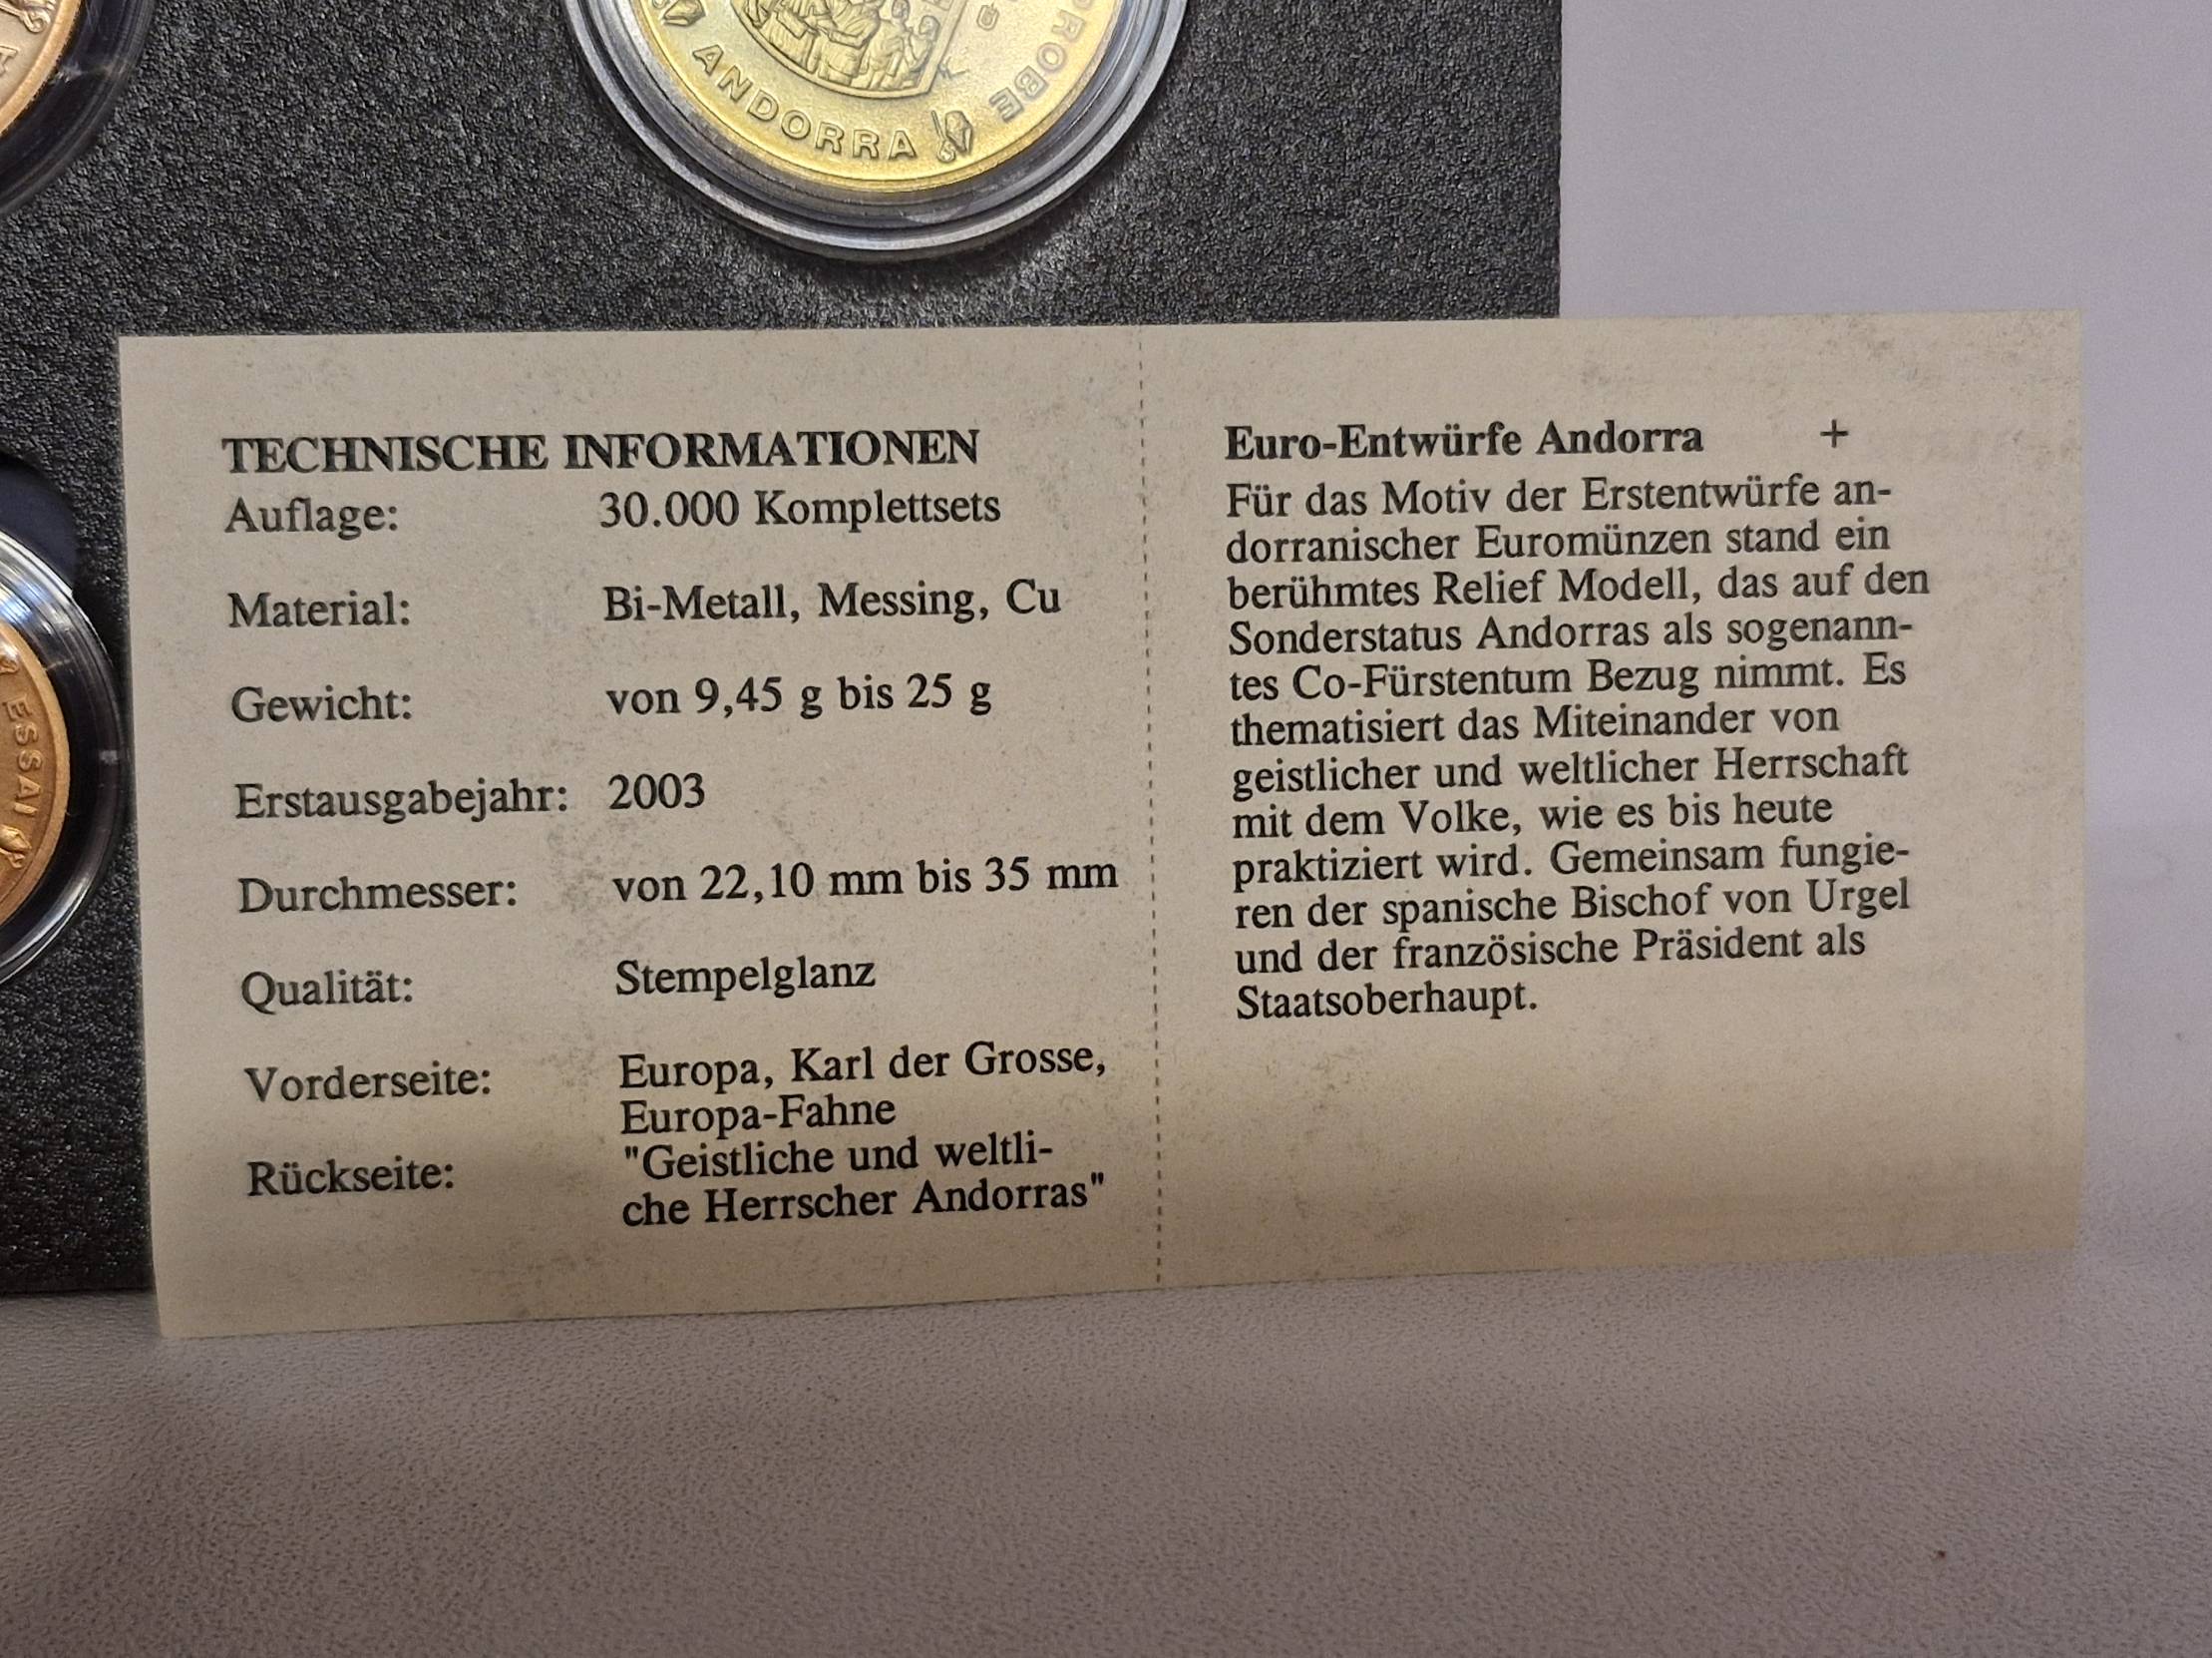 ANDORRA
PROBE
ESSAI
TECHNISCHE INFORMATIONEN
Auflage: 30.000 Komplettsets
Material: Bi-Metall, Messing, Cu
Gewicht: von 9,45 g bis 25 g
Erstausgabejahr: 2003
Durchmesser: von 22,10 mm bis 35 mm
Qualität: Stempelglanz
Vorderseite: Europa, Karl der Grosse,
Europa-Fahne
Rückseite: "Geistliche und weltli-
che Herrscher Andorras"
Euro-Entwürfe Andorra +
Für das Motiv der Erstentwürfe an-
dorranischer Euromünzen stand ein
berühmtes Relief Modell, das auf den
Sonderstatus Andorras als sogenann-
tes Co-Fürstentum Bezug nimmt. Es
thematisiert das Miteinander von
geistlicher und weltlicher Herrschaft
mit dem Volke, wie es bis heute
praktiziert wird. Gemeinsam fungie-
ren der spanische Bischof von Urgel
und der französische Präsident als
Staatsoberhaupt.